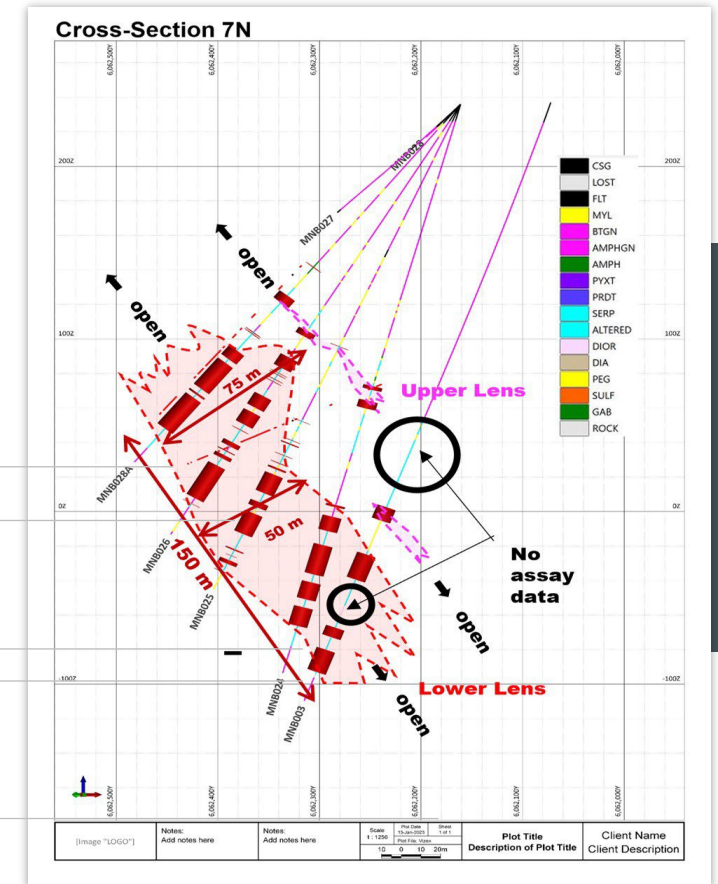 Cross-Section 7N
6,062,500Y
6,062,400Y
6,062,300Y
6,062,200Y
6,062,100Y
6,062,000Y
MNB028
200Z
200Z
CSG
LOST
FLT
MYL
BTGN
AMPHGN
AMPH
PYXT
PRDT
SERP
ALTERED
DIOR
DIA
PEG
SULF
GAB
ROCK
MNB027
open
open
100Z
100Z
75 m
Upper Lens
MNB028A
0Z
0Z
50 m
MNB026
150 m
No
assay
data
MNB025
open
-100Z
-100Z
MNB024
Lower Lens
open
MNB003
6,062,500Y
6,062,400Y
6,062,300Y
6,062,200Y
6,062,100Y
6,062,000Y
[Image "LOGO"]
Notes:
Add notes here
Notes:
Add notes here
Scale
1 : 1250
Plot Date
13-Jan-2023
Sheet
1 of 1
10 0 10 20m
Plot Title
Description of Plot Title
Client Name
Client Description